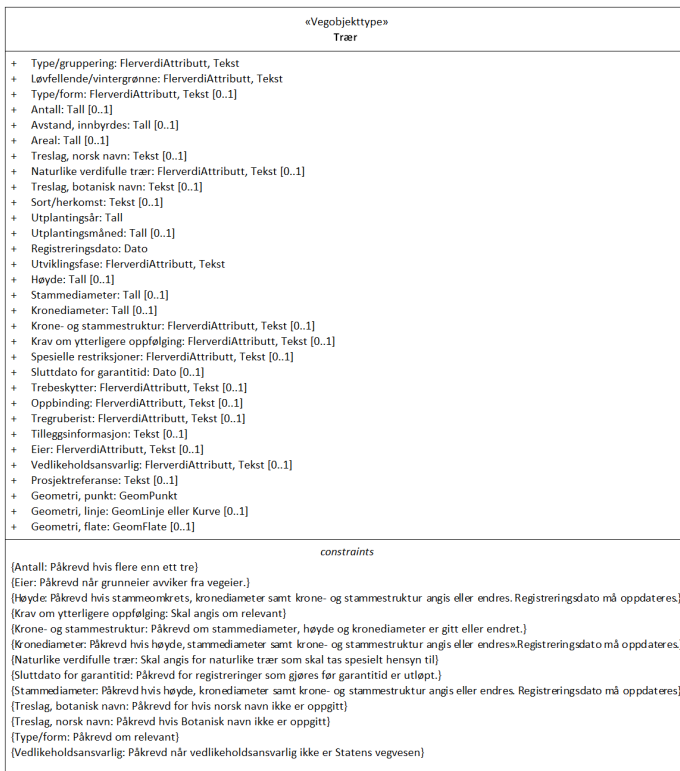 «Vegobjekttype»
Trær
+ Type/gruppering: FlerverdiAttributt, Tekst
+ Løvfellende/vintergrønne: FlerverdiAttributt, Tekst
+ Type/form: FlerverdiAttributt, Tekst [0..1]
+ Antall: Tall [0..1]
+ Avstand, innbyrdes: Tall [0..1]
+ Areal: Tall [0..1]
+ Treslag, norsk navn: Tekst [0..1]
+ Naturlike verdifulle trær: FlerverdiAttributt, Tekst [0..1]
+ Treslag, botanisk navn: Tekst [0..1]
+ Sort/herkomst: Tekst [0..1]
+ Utplantingsår: Tall
+ Utplantingsmåned: Tall [0..1]
+ Registreringsdato: Dato
+ Utviklingsfase: FlerverdiAttributt, Tekst
+ Høyde: Tall [0..1]
+ Stammediameter: Tall [0..1]
+ Kronediameter: Tall [0..1]
+ Krone- og stammestruktur: FlerverdiAttributt, Tekst [0..1]
+ Krav om ytterligere oppfølging: FlerverdiAttributt, Tekst [0..1]
+ Spesielle restriksjoner: FlerverdiAttributt, Tekst [0..1]
+ Sluttdato for garantitid: Dato [0..1]
+ Trebeskytter: FlerverdiAttributt, Tekst [0..1]
+ Oppbinding: FlerverdiAttributt, Tekst [0..1]
+ Tregruberist: FlerverdiAttributt, Tekst [0..1]
+ Tilleggsinformasjon: Tekst [0..1]
+ Eier: FlerverdiAttributt, Tekst [0..1]
+ Vedlikeholdsansvarlig: FlerverdiAttributt, Tekst [0..1]
+ Prosjektreferanse: Tekst [0..1]
+ Geometri, punkt: GeomPunkt
+ Geometri, linje: GeomLinje eller Kurve [0..1]
+ Geometri, flate: GeomFlate [0..1]
constraints
{Antall: Påkrevd hvis flere enn ett tre}
{Eier: Påkrevd når grunneier avviker fra vegeier.}
{Høyde: Påkrevd hvis stammeomkrets, kronediameter samt krone- og stammestruktur angis eller endres. Registreringsdato må oppdateres.}
{Krav om ytterligere oppfølging: Skal angis om relevant}
{Krone- og stammestruktur: Påkrevd om stammediameter, høyde og kronediameter er gitt eller endret.}
{Kronediameter: Påkrevd hvis høyde, stammediameter samt krone- og stammestruktur angis eller endres».Registreringsdato må oppdateres.}
{Naturlike verdifulle trær: Skal angis for naturlike trær som skal tas spesielt hensyn til}
{Sluttdato for garantitid: Påkrevd for registreringer som gjøres før garantitid er utløpt.}
{Stammediameter: Påkrevd hvis høyde, kronediameter samt krone- og stammestruktur angis eller endres. Registreringsdato må oppdateres}
{Treslag, botanisk navn: Påkrevd for hvis norsk navn ikke er oppgitt}
{Treslag, norsk navn: Påkrevd hvis Botanisk navn ikke er oppgitt}
{Type/form: Påkrevd om relevant}
{Vedlikeholdsansvarlig: Påkrevd når vedlikeholdsansvarlig ikke er Statens vegvesen}